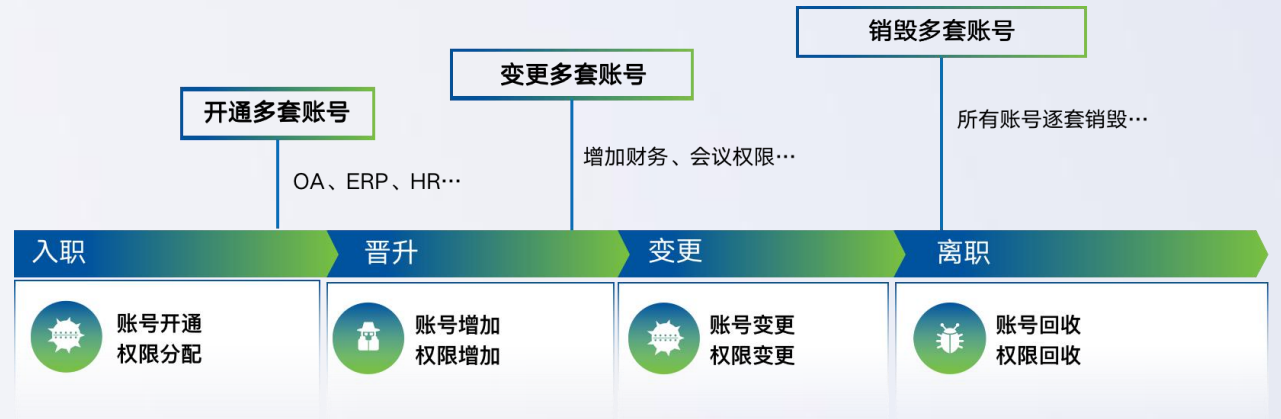 销毁多套账号
变更多套账号
开通多套账号
所有账号逐套销毁…
增加财务、会议权限…
OA、ERP、HR…
入职
晋升
变更
离职
账号开通
权限分配
账号增加
权限增加
账号变更
权限变更
账号回收
权限回收